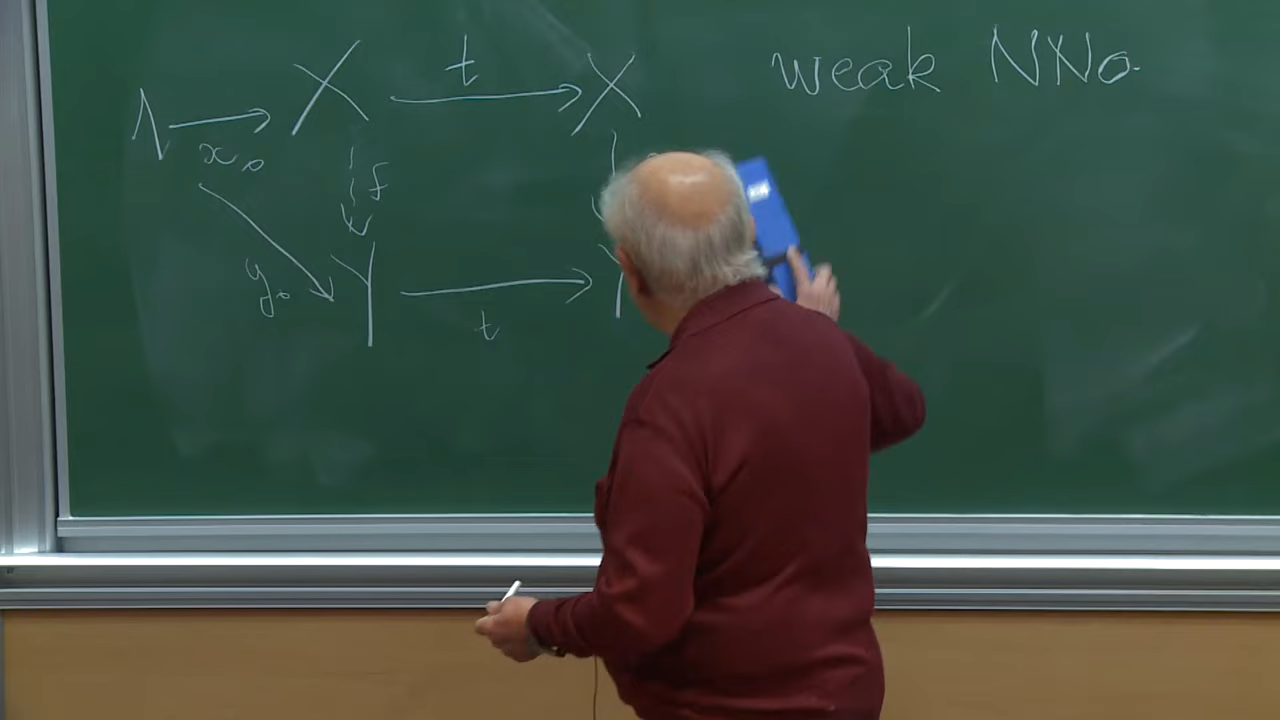 weak NNo.
1 → X t → X
x₀
f
y₀ Y → Y
t